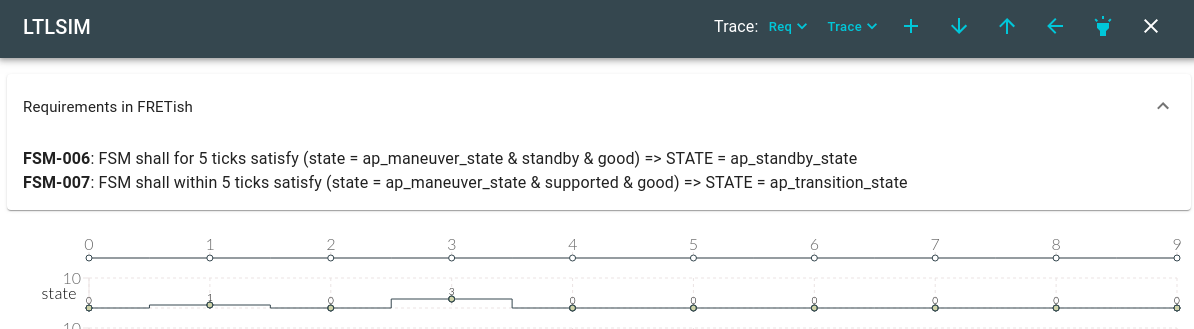 LTLSIM Trace: Req Trace
Requirements in FRETish
FSM-006: FSM shall for 5 ticks satisfy (state = ap_maneuver_state & standby & good) => STATE = ap_standby_state
FSM-007: FSM shall within 5 ticks satisfy (state = ap_maneuver_state & supported & good) => STATE = ap_transition_state
0 1 2 3 4 5 6 7 8 9
10
state 0 1 0 3 0 0 0 0 0 0
10